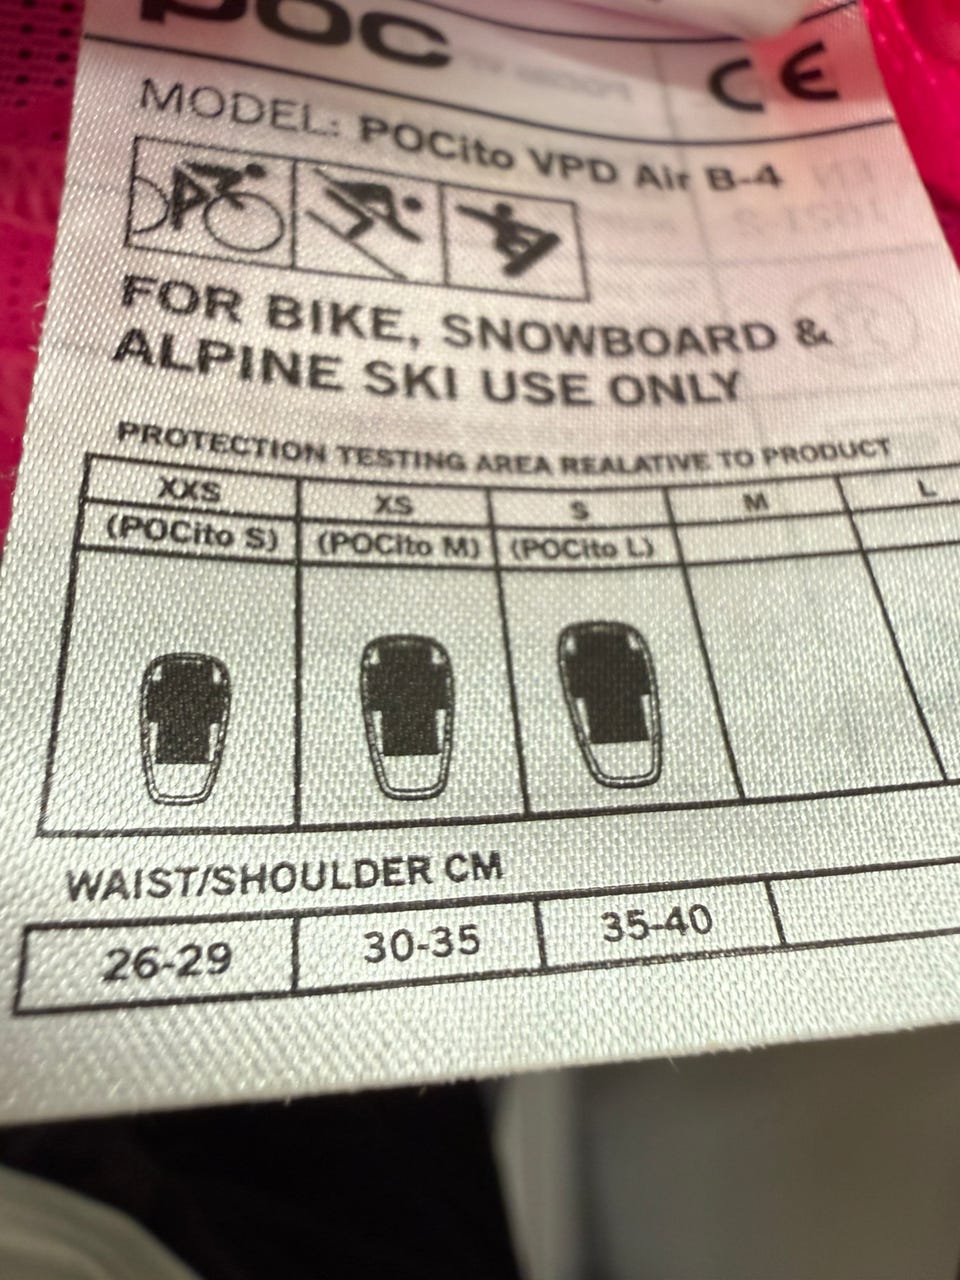 POC
CE
MODEL: POCito VPD Air B-4
FOR BIKE, SNOWBOARD &
ALPINE SKI USE ONLY
PROTECTION TESTING AREA REALATIVE TO PRODUCT
XXS XS S M L
(POCito S) (POCito M) (POCito L)
WAIST/SHOULDER CM
26-29 30-35 35-40